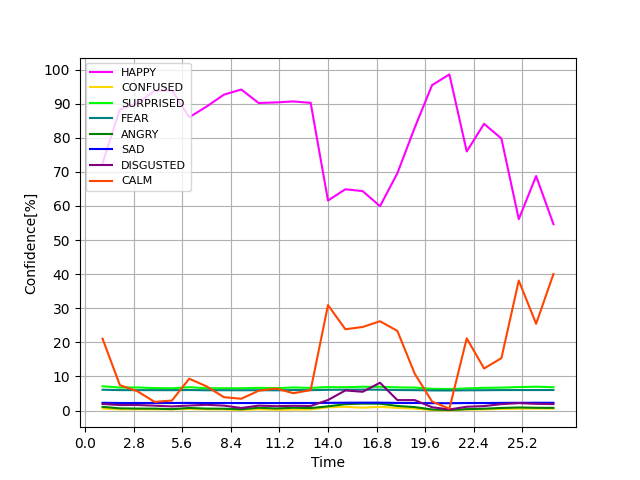 HAPPY
CONFUSED
SURPRISED
FEAR
ANGRY
SAD
DISGUSTED
CALM
100
90
80
70
60
50
40
30
20
10
0
Confidence[%]
0.0 2.8 5.6 8.4 11.2 14.0 16.8 19.6 22.4 25.2
Time